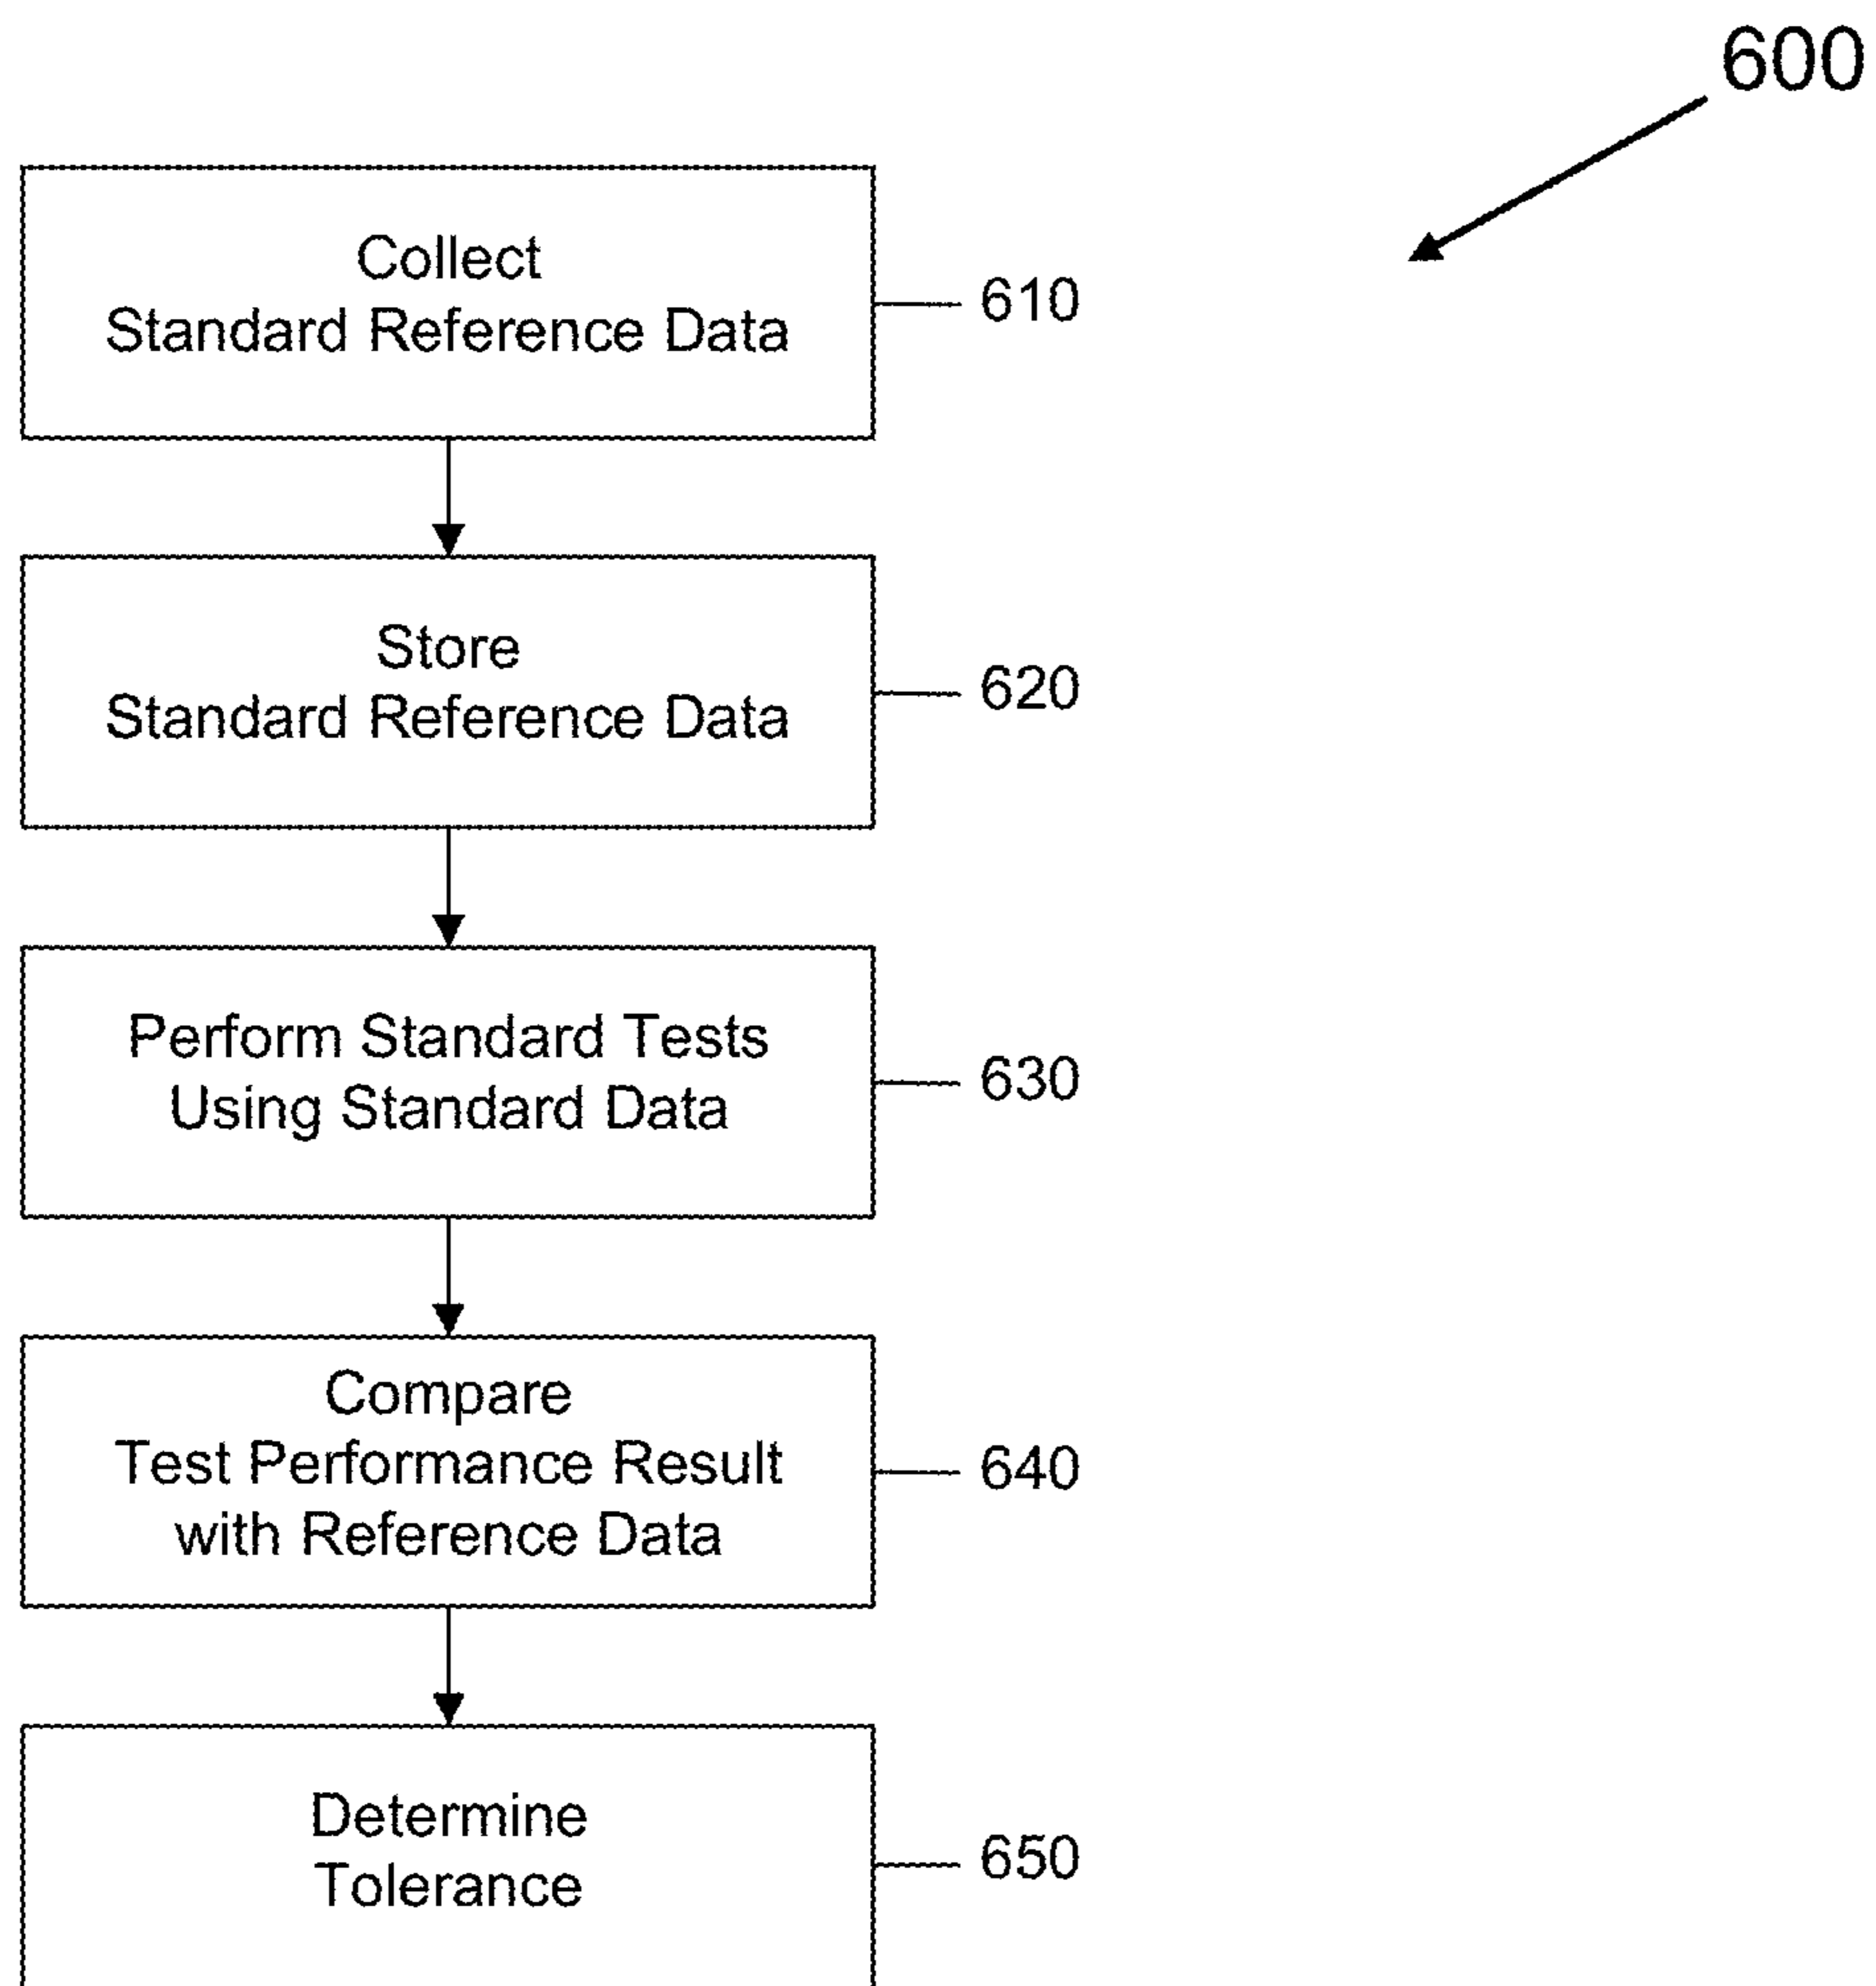 600
Collect
Standard Reference Data
610
Store
Standard Reference Data
620
Perform Standard Tests
Using Standard Data
630
Compare
Test Performance Result
with Reference Data
640
Determine
Tolerance
650